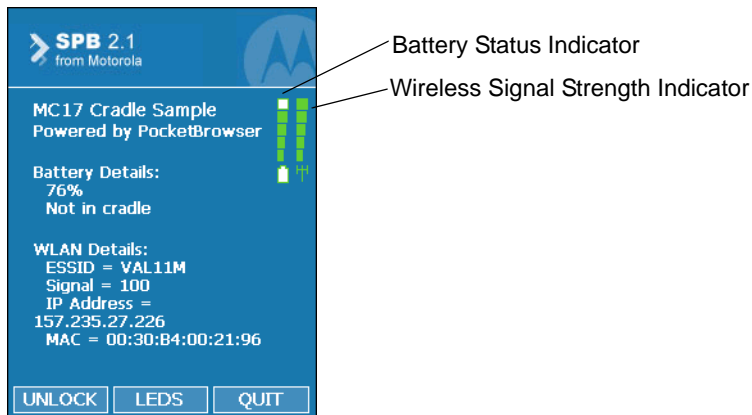 SPB 2.1
from Motorola
Battery Status Indicator
Wireless Signal Strength Indicator
MC17 Cradle Sample
Powered by PocketBrowser
Battery Details:
76%
Not in cradle
WLAN Details:
ESSID = VAL11M
Signal = 100
IP Address =
157.235.27.226
MAC = 00:30:B4:00:21:96
UNLOCK LEDS QUIT